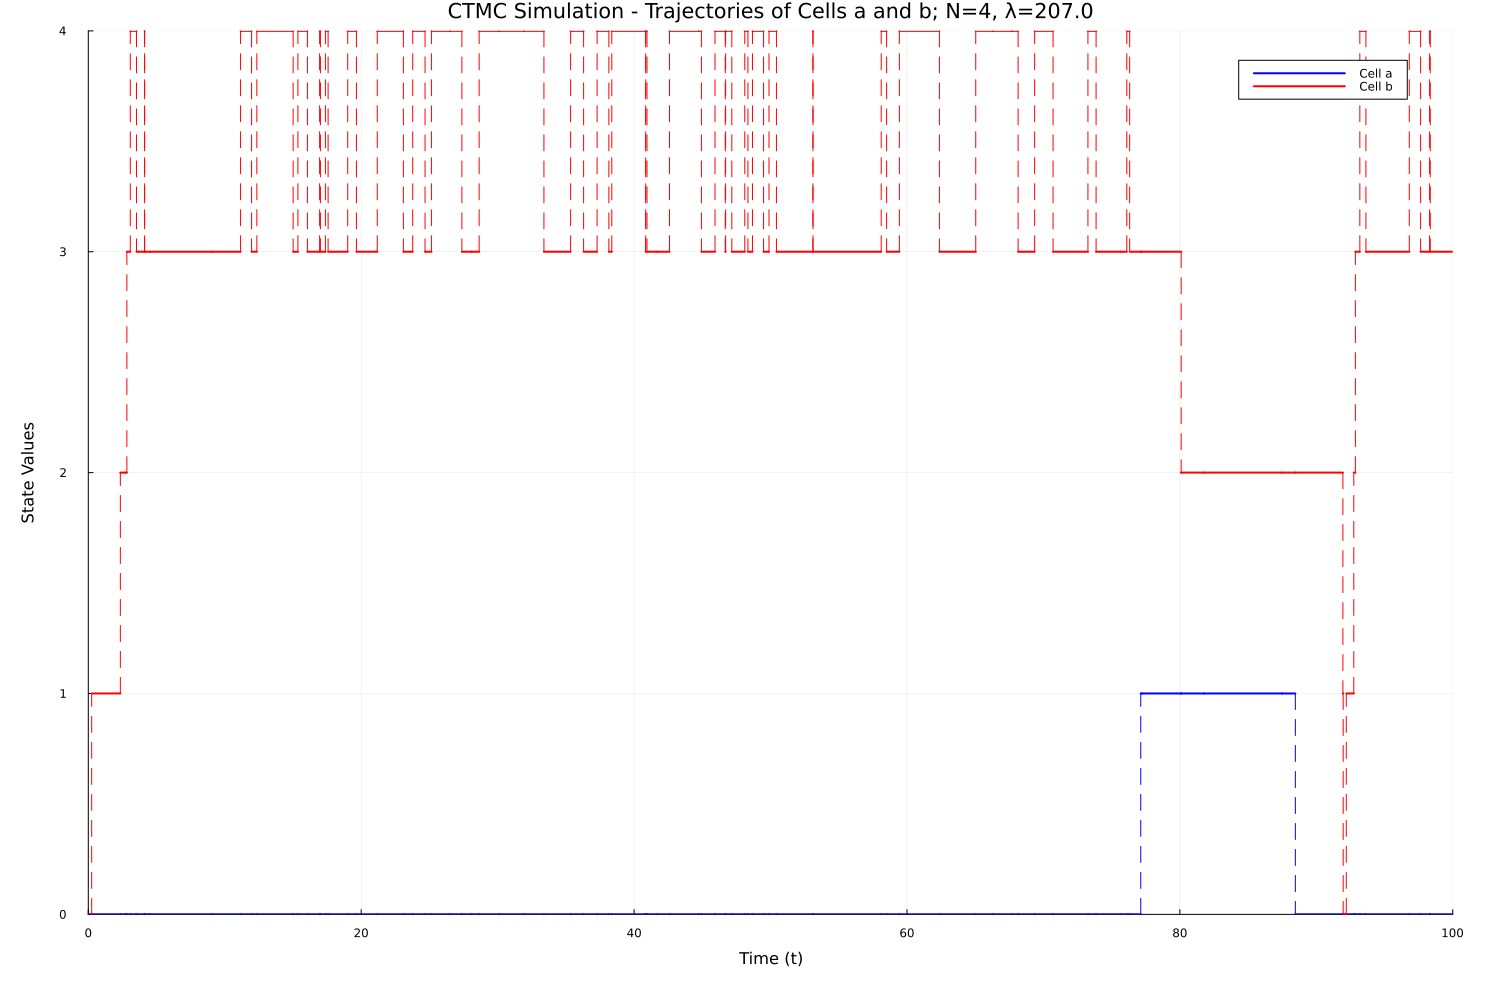 CTMC Simulation - Trajectories of Cells a and b; N=4, λ=207.0
4
Cell a
Cell b
3
State Values
2
1
0
0 20 40 60 80 100
Time (t)